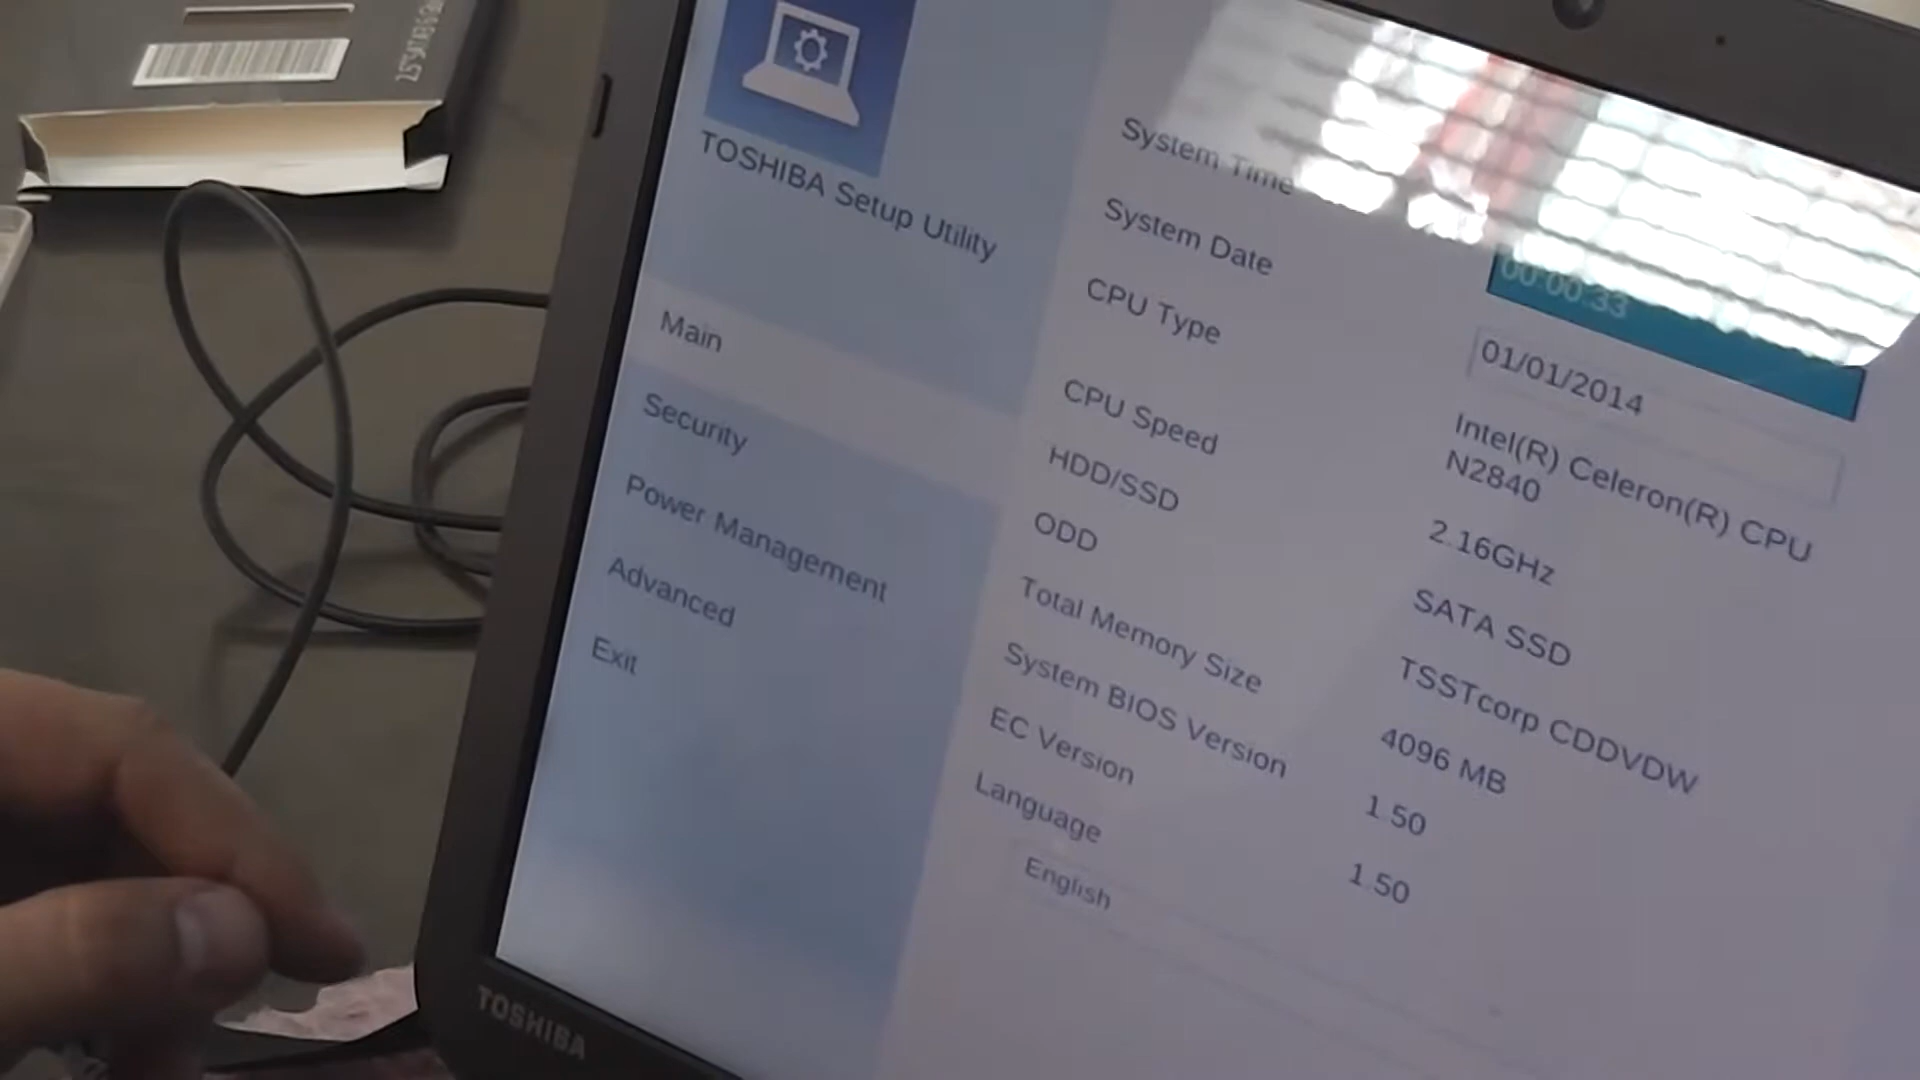 TOSHIBA Setup Utility
Main
Security
Power Management
Advanced
Exit
System Time
00:00:33
System Date
01/01/2014
CPU Type
Intel(R) Celeron(R) CPU
N2840
CPU Speed
2.16GHz
HDD/SSD
SATA SSD
ODD
TSSTcorp CDDVDW
Total Memory Size
4096 MB
System BIOS Version
1.50
EC Version
1.50
Language
English
TOSHIBA